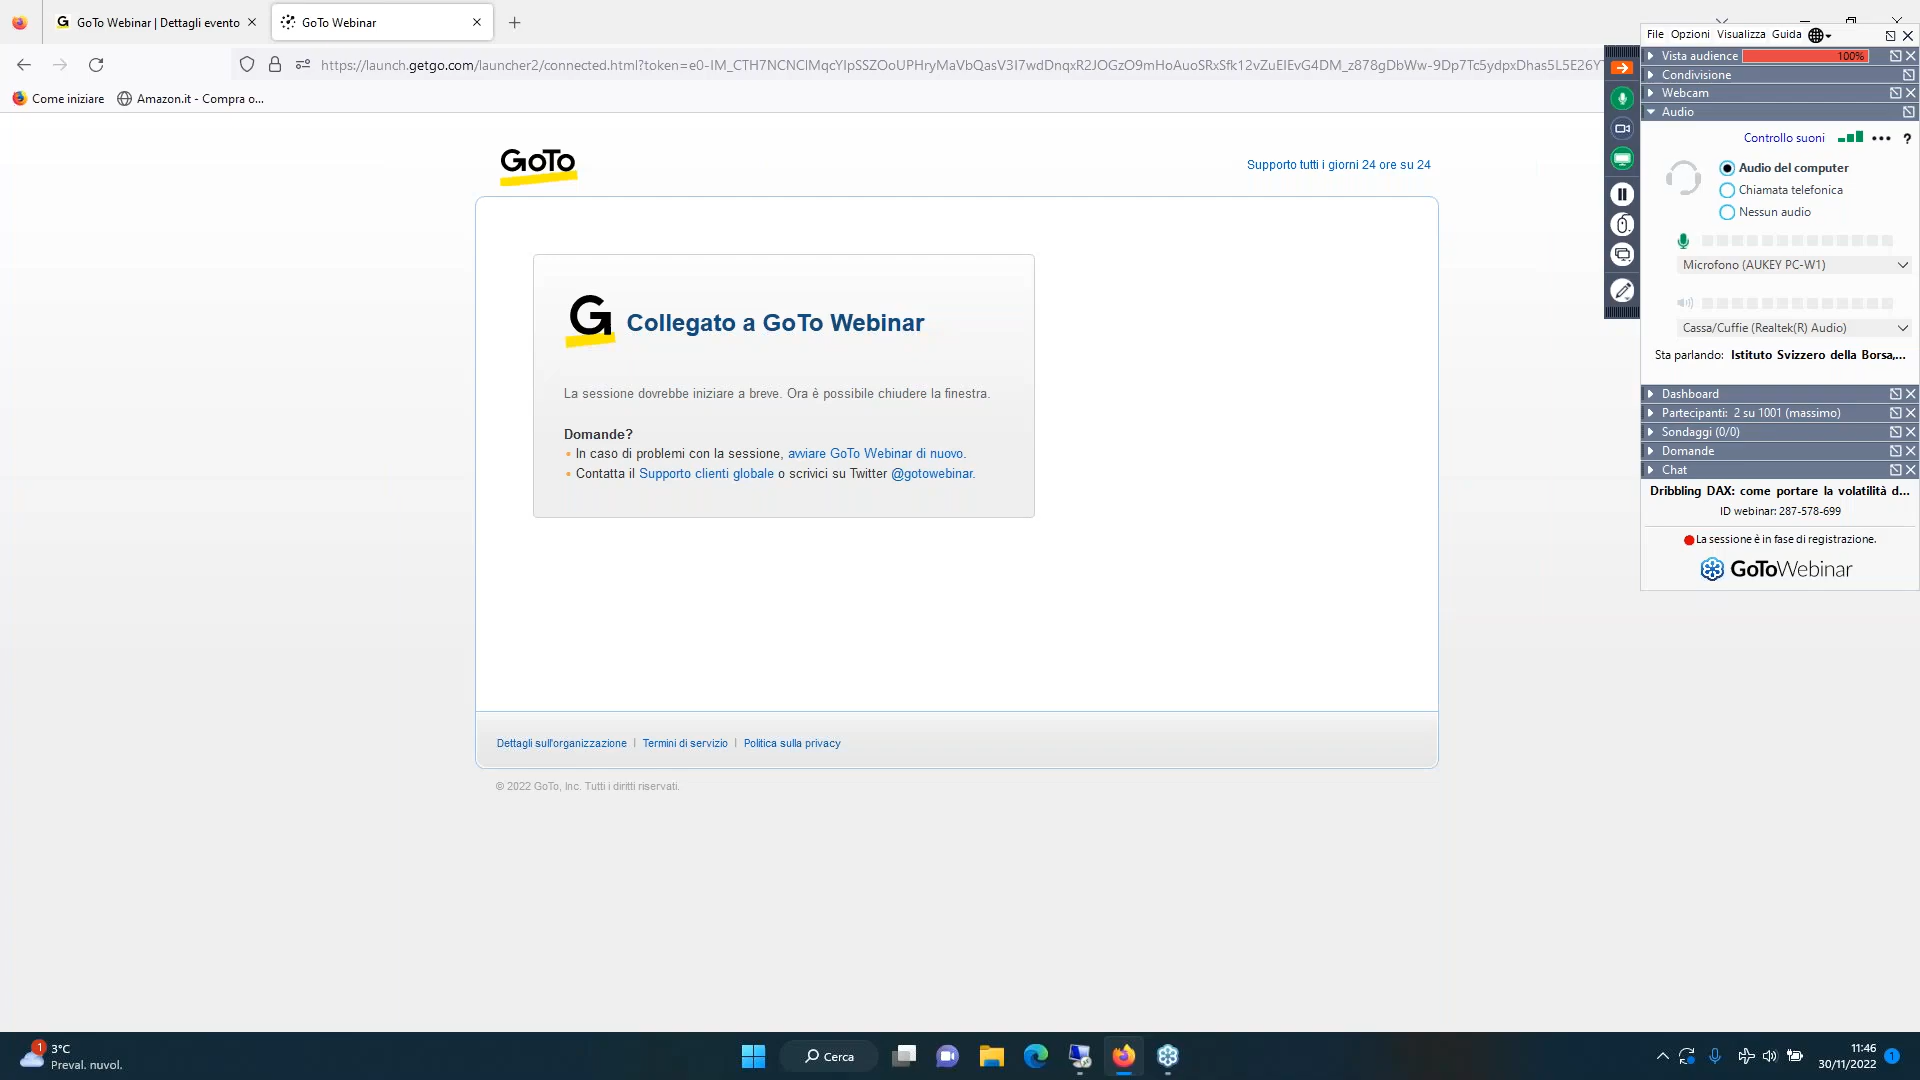 GoTo Webinar | Dettagli evento
GoTo Webinar
https://launch.getgo.com/launcher2/connected.html?token=
Come iniziare
Amazon.it - Compra o...
GoTo
Supporto tutti i giorni 24 ore su 24
G Collegato a GoTo Webinar
La sessione dovrebbe iniziare a breve. Ora è possibile chiudere la finestra.
Domande?
In caso di problemi con la sessione, avviare GoTo Webinar di nuovo.
Contatta il Supporto clienti globale o scrivici su Twitter @gotowebinar.
Dettagli sull'organizzazione | Termini di servizio | Politica sulla privacy
© 2022 GoTo, Inc. Tutti i diritti riservati.
File Opzioni Visualizza Guida
Vista audience 100%
Condivisione
Webcam
Audio
Controllo suoni ?
Audio del computer
Chiamata telefonica
Nessun audio
Microfono (AUKEY PC-W1)
Cassa/Cuffie (Realtek(R) Audio)
Sta parlando: Istituto Svizzero della Borsa,...
Dashboard
Partecipanti: 2 su 1001 (massimo)
Sondaggi (0/0)
Domande
Chat
Dribbling DAX: come portare la volatilità d...
ID webinar: 287-578-699
La sessione è in fase di registrazione.
GoToWebinar
1
3°C
Preval. nuvol.
Cerca
11:46
30/11/2022
1